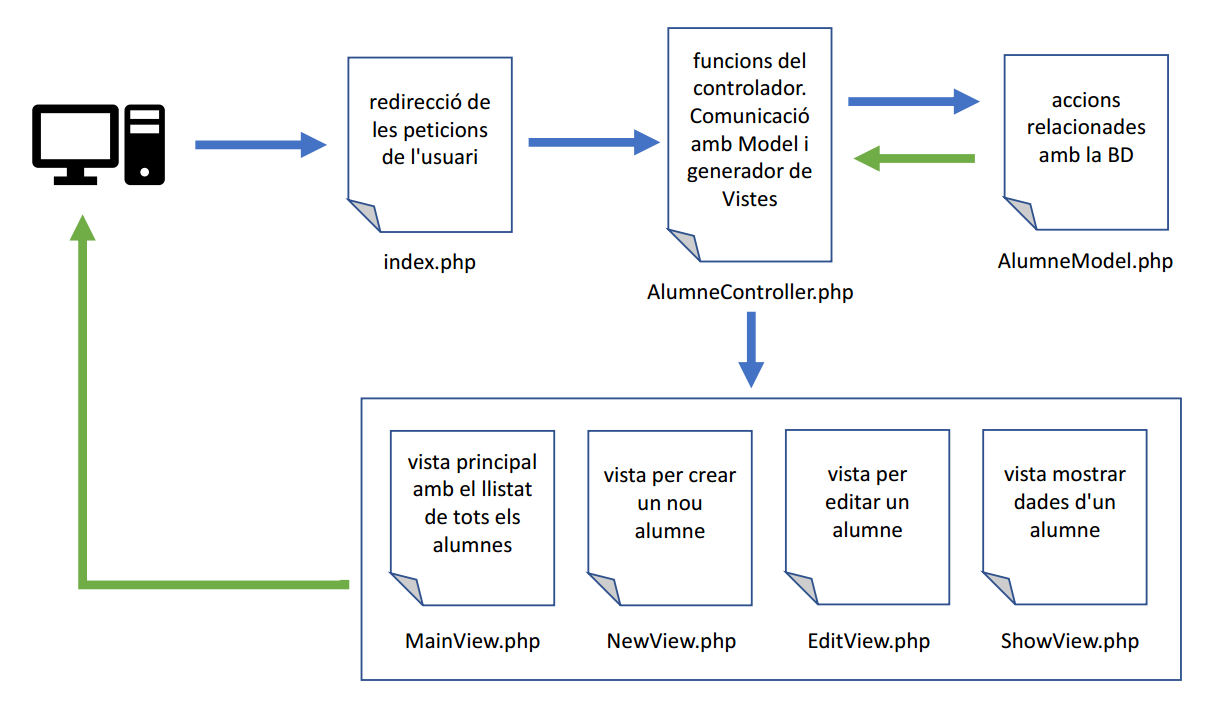 redirecció de
les peticions
de l'usuari
index.php
funcions del
controlador.
Comunicació
amb Model i
generador de
Vistes
AlumneController.php
accions
relacionades
amb la BD
AlumneModel.php
vista principal
amb el llistat
de tots els
alumnes
MainView.php
vista per crear
un nou
alumne
NewView.php
vista per
editar un
alumne
EditView.php
vista mostrar
dades d'un
alumne
ShowView.php